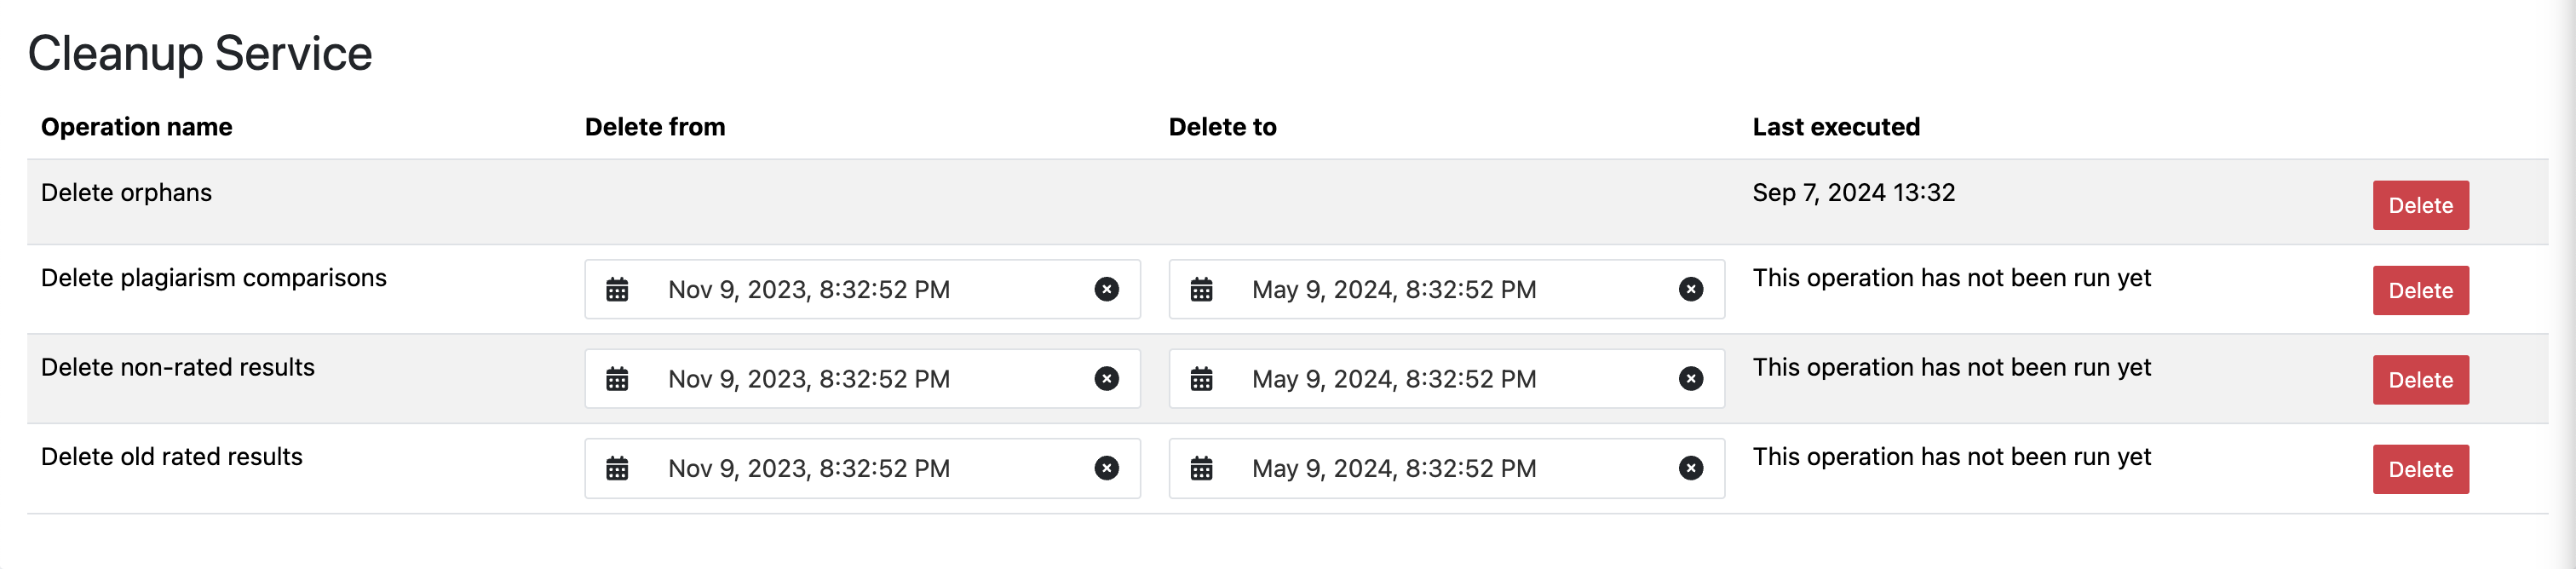 Cleanup Service
Operation name Delete from Delete to Last executed
Delete orphans Sep 7, 2024 13:32 Delete
Delete plagiarism comparisons Nov 9, 2023, 8:32:52 PM May 9, 2024, 8:32:52 PM This operation has not been run yet Delete
Delete non-rated results Nov 9, 2023, 8:32:52 PM May 9, 2024, 8:32:52 PM This operation has not been run yet Delete
Delete old rated results Nov 9, 2023, 8:32:52 PM May 9, 2024, 8:32:52 PM This operation has not been run yet Delete